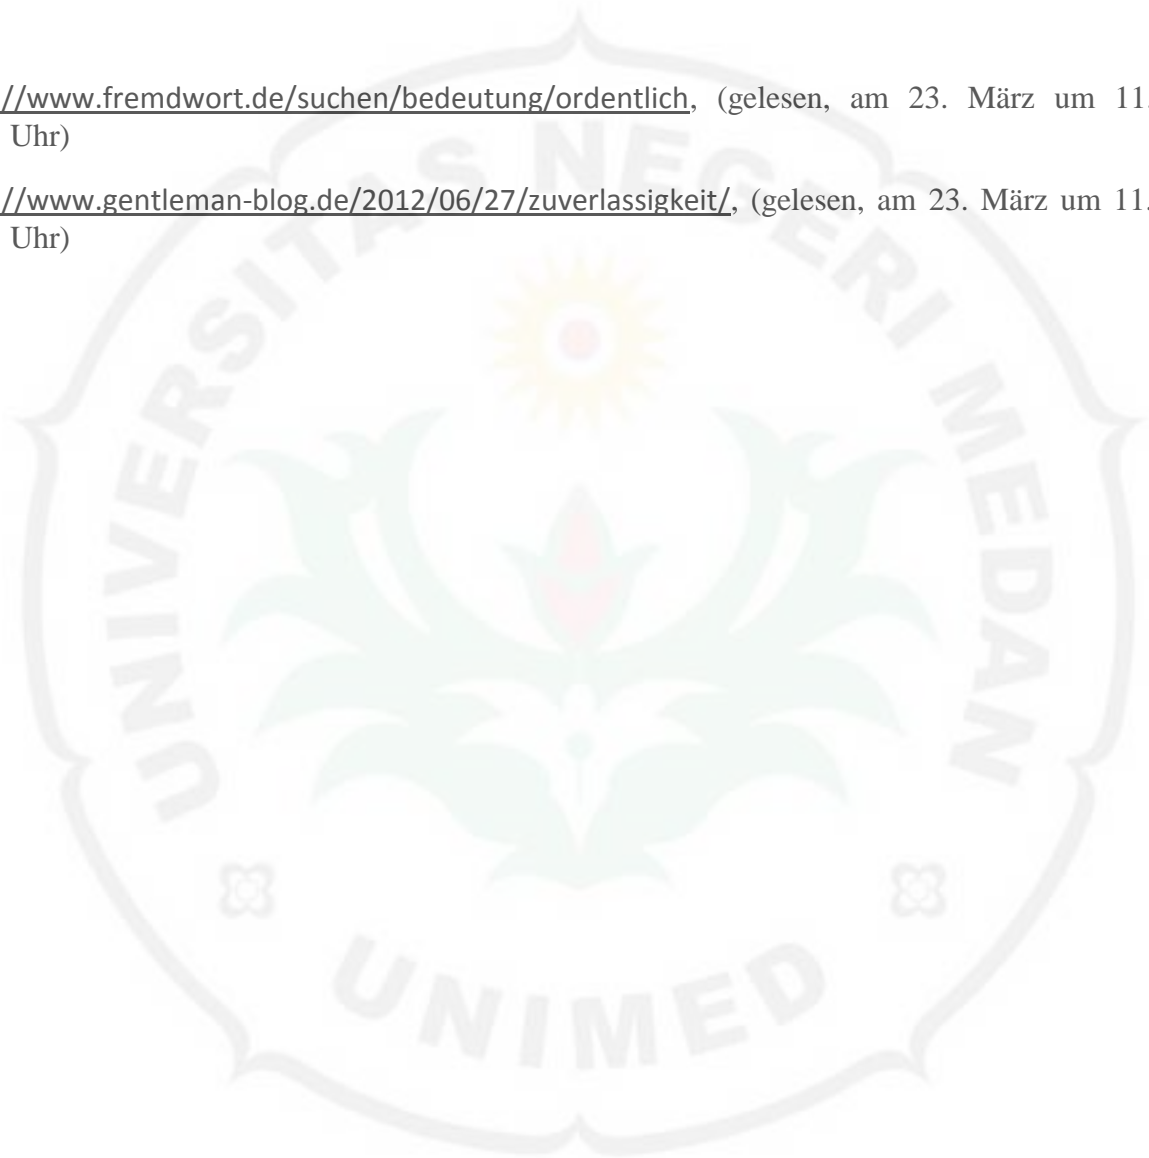 //www.fremdwort.de/suchen/bedeutung/ordentlich, (gelesen, am 23. März um 11.
Uhr)
//www.gentleman-blog.de/2012/06/27/zuverlassigkeit/, (gelesen, am 23. März um 11.
Uhr)
UNIVERSITAS NEGERI MEDAN
UNIMED